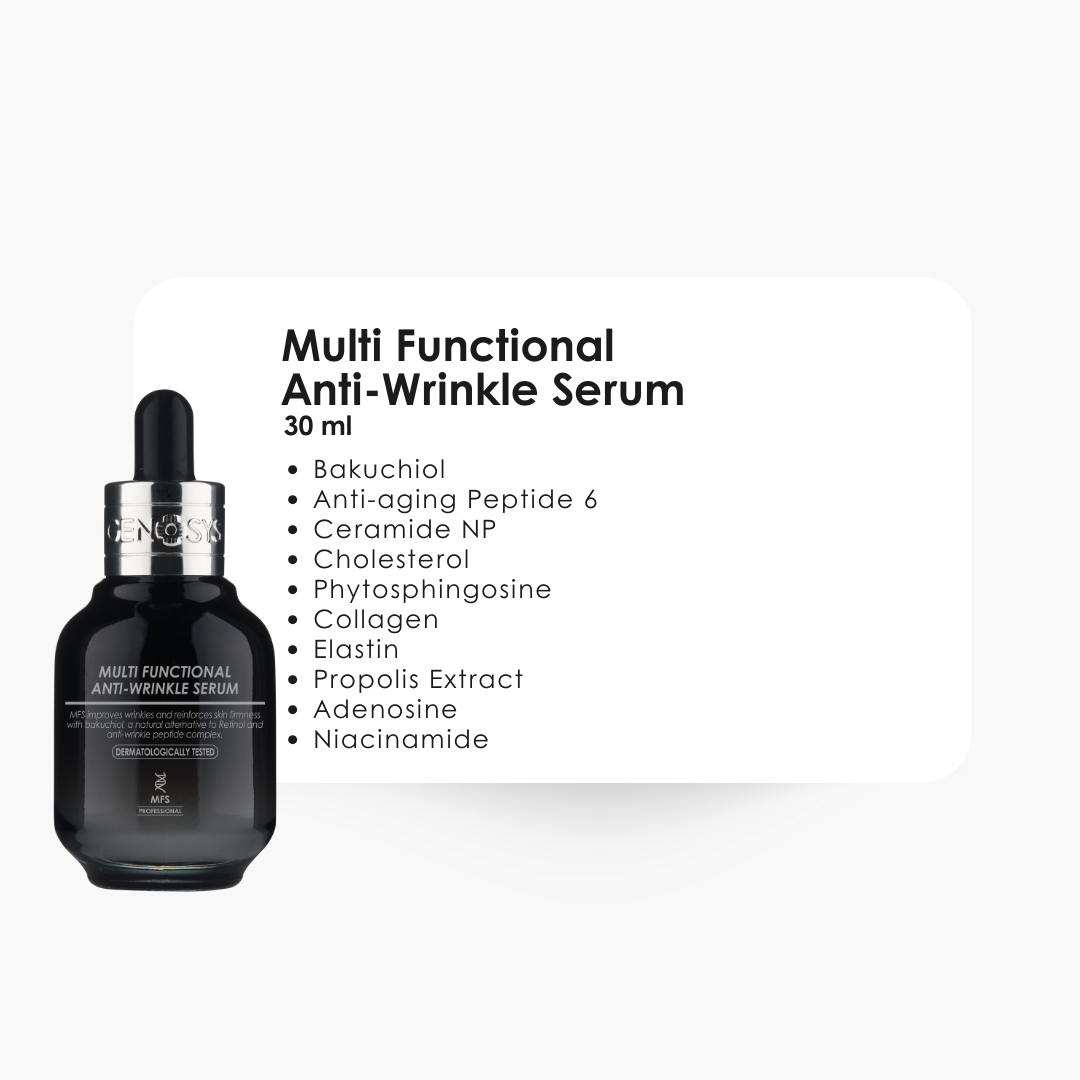 Multi Functional
Anti-Wrinkle Serum
30 ml
• Bakuchiol
• Anti-aging Peptide 6
• Ceramide NP
• Cholesterol
• Phytosphingosine
• Collagen
• Elastin
• Propolis Extract
• Adenosine
• Niacinamide
GENOSYS
MULTI FUNCTIONAL
ANTI-WRINKLE SERUM
MFS improves wrinkles and reinforces skin firmness
with bakuchiol, a natural alternative to Retinol and
anti-wrinkle peptide complex.
DERMATOLOGICALLY TESTED
MFS
PROFESSIONAL